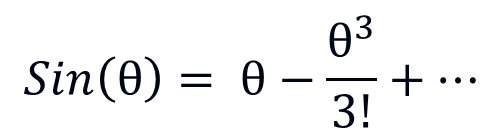 Sin(θ) = θ − θ³/3! + ⋯